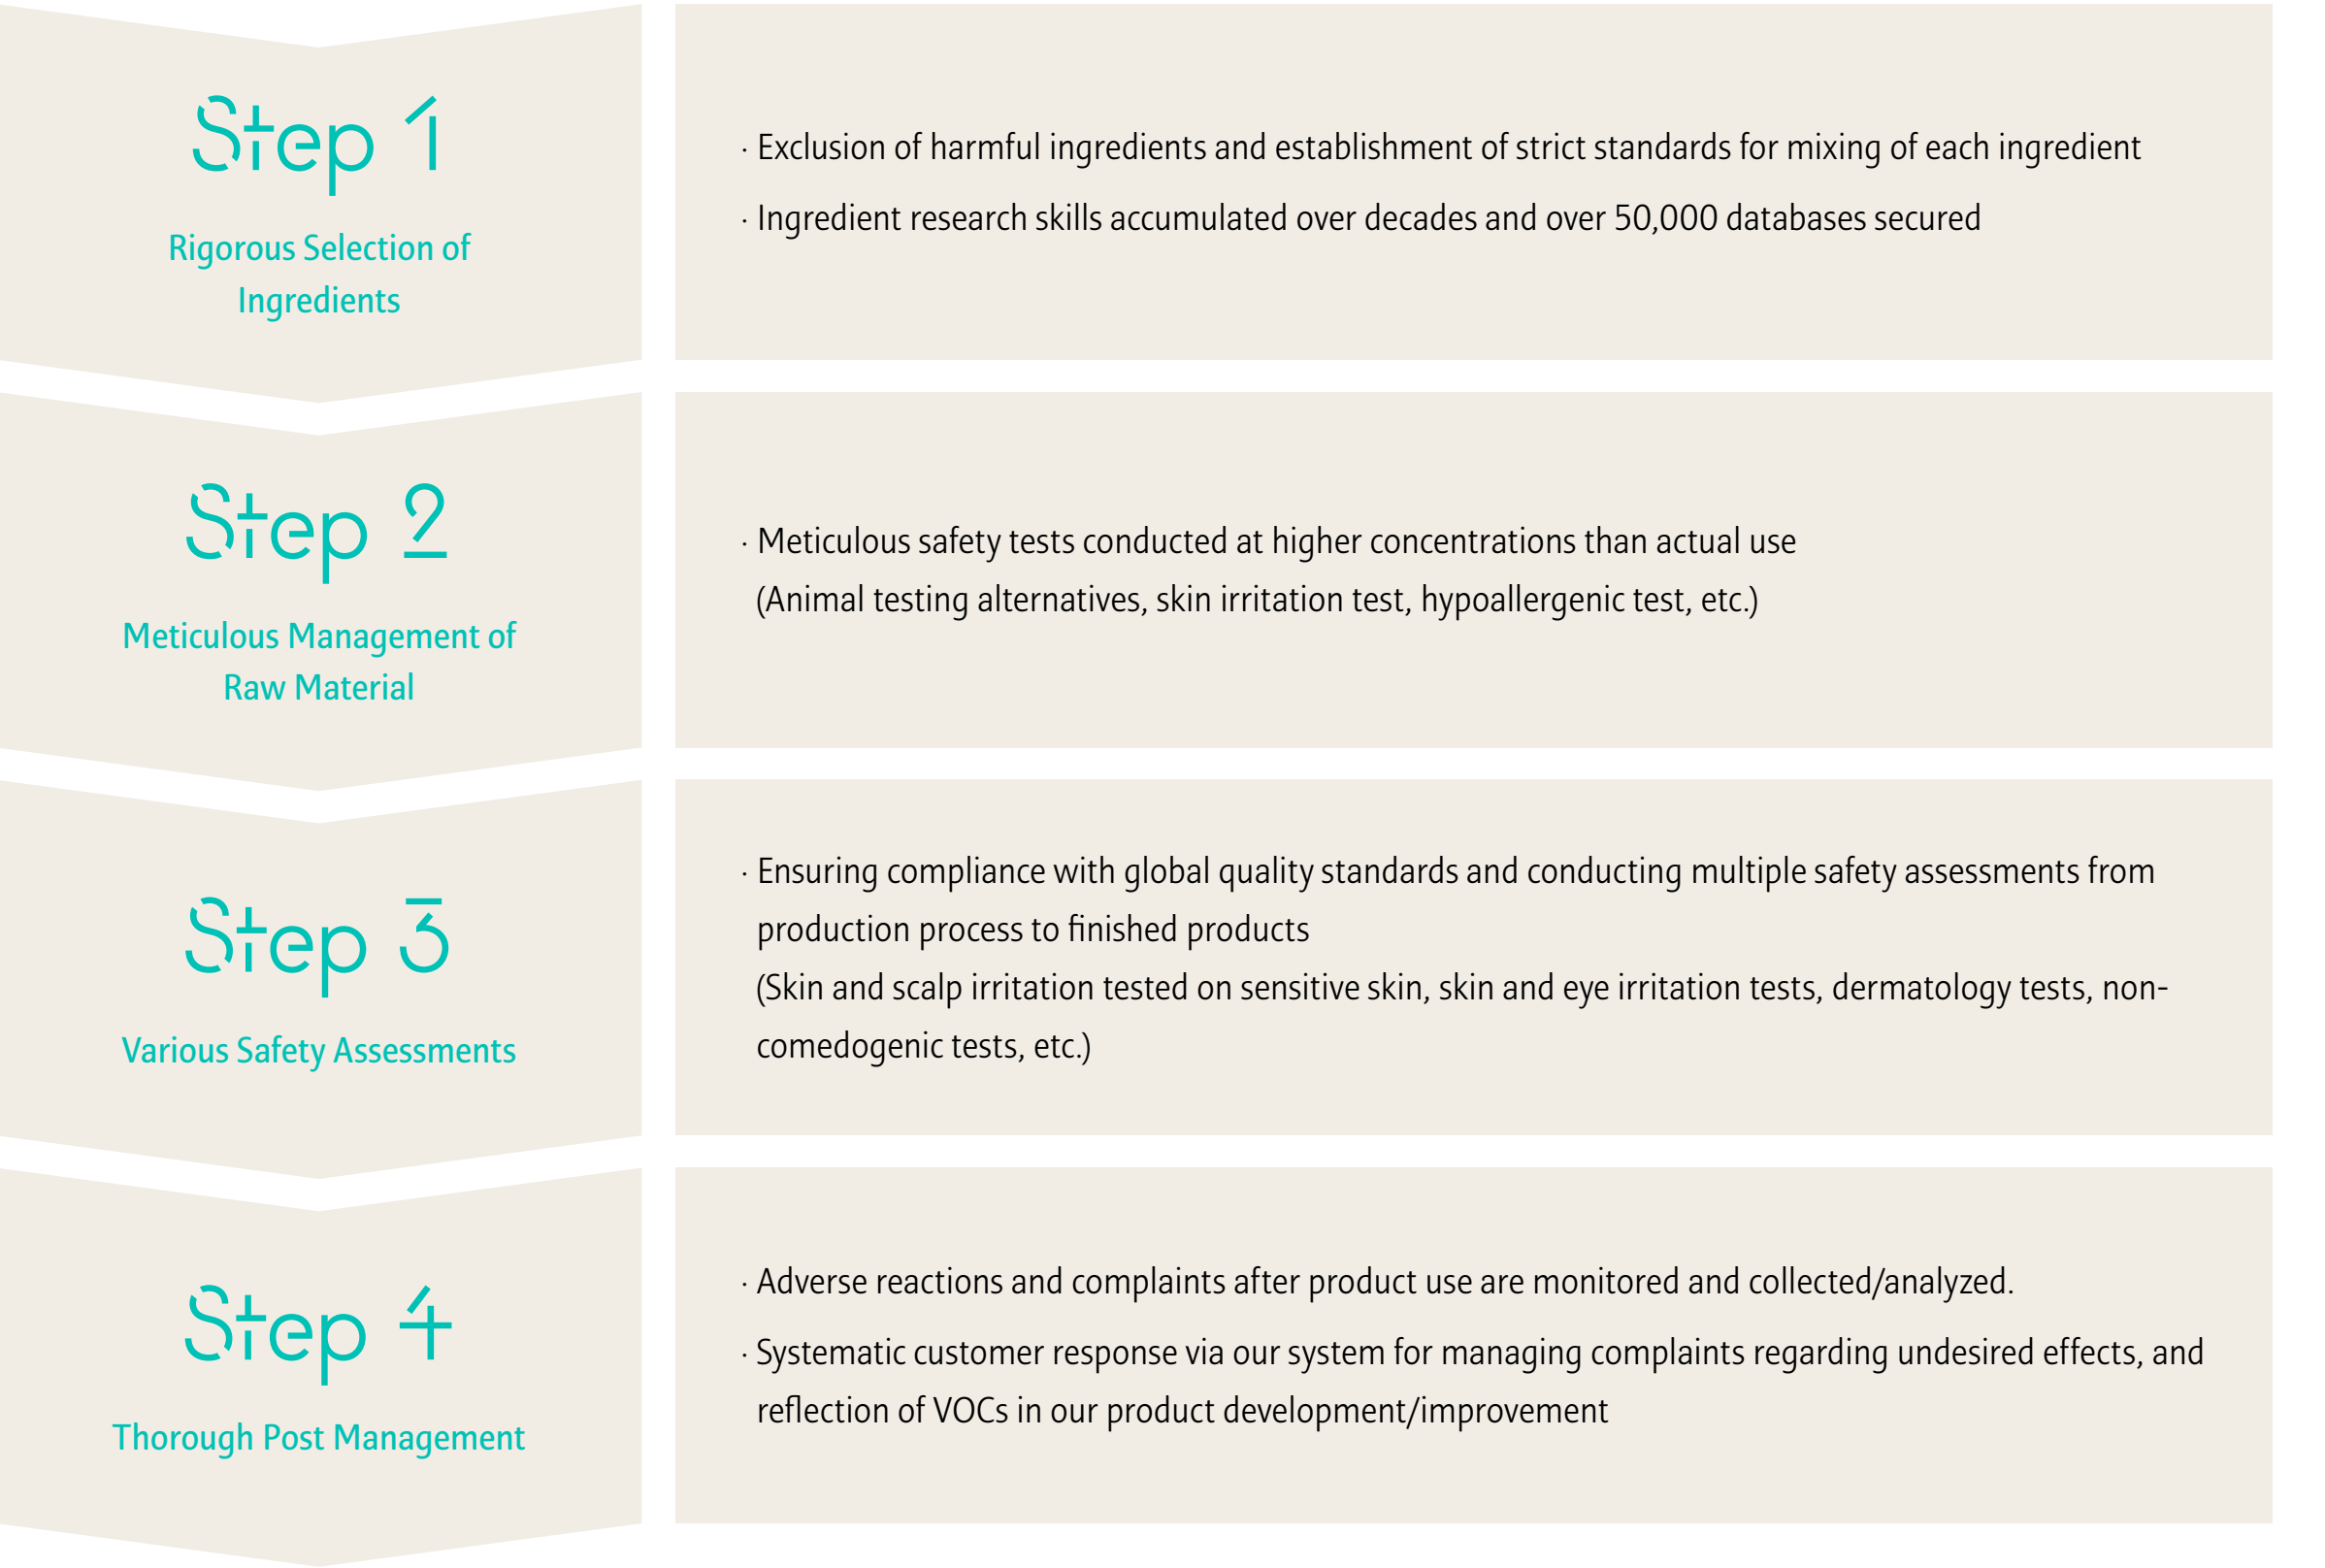 Step 1
Rigorous Selection of
Ingredients
· Exclusion of harmful ingredients and establishment of strict standards for mixing of each ingredient
· Ingredient research skills accumulated over decades and over 50,000 databases secured
Step 2
Meticulous Management of
Raw Material
· Meticulous safety tests conducted at higher concentrations than actual use
(Animal testing alternatives, skin irritation test, hypoallergenic test, etc.)
Step 3
Various Safety Assessments
· Ensuring compliance with global quality standards and conducting multiple safety assessments from
production process to finished products
(Skin and scalp irritation tested on sensitive skin, skin and eye irritation tests, dermatology tests, non-
comedogenic tests, etc.)
Step 4
Thorough Post Management
· Adverse reactions and complaints after product use are monitored and collected/analyzed.
· Systematic customer response via our system for managing complaints regarding undesired effects, and
reflection of VOCs in our product development/improvement